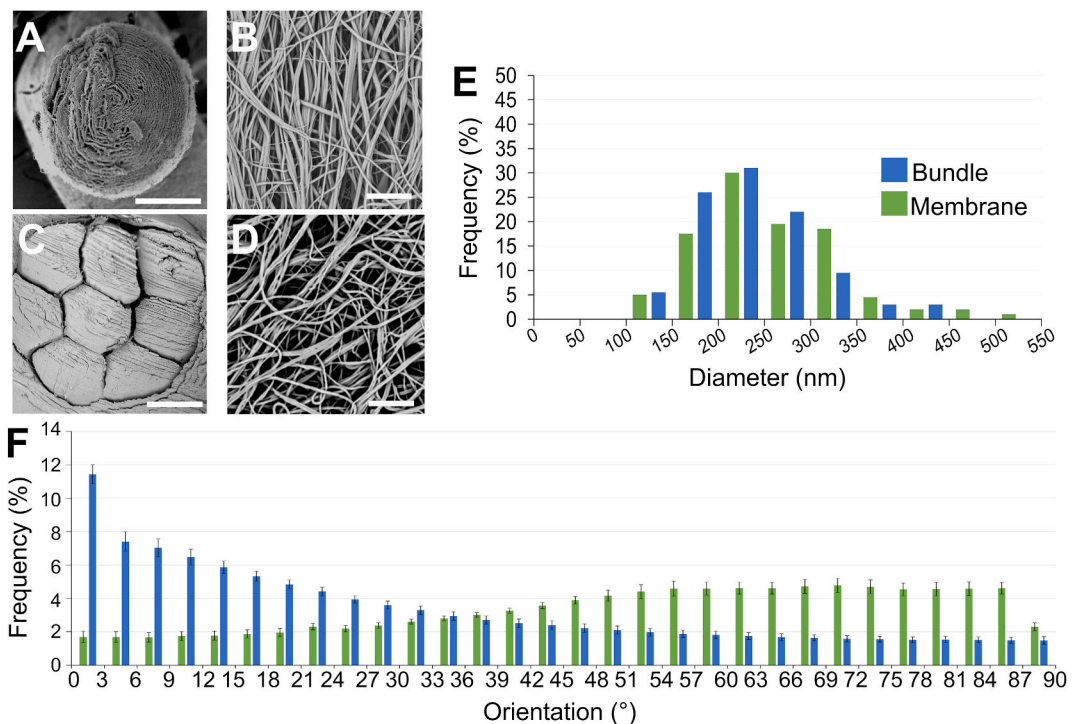 A
B
C
D
E
50
45
40
35
30
25
20
15
10
5
0
Frequency (%)
Bundle
Membrane
0 50 100 150 200 250 300 350 400 450 500 550
Diameter (nm)
F
14
12
10
8
6
4
2
0
Frequency (%)
0 3 6 9 12 15 18 21 24 27 30 33 36 39 42 45 48 51 54 57 60 63 66 69 72 75 78 81 84 87 90
Orientation (°)